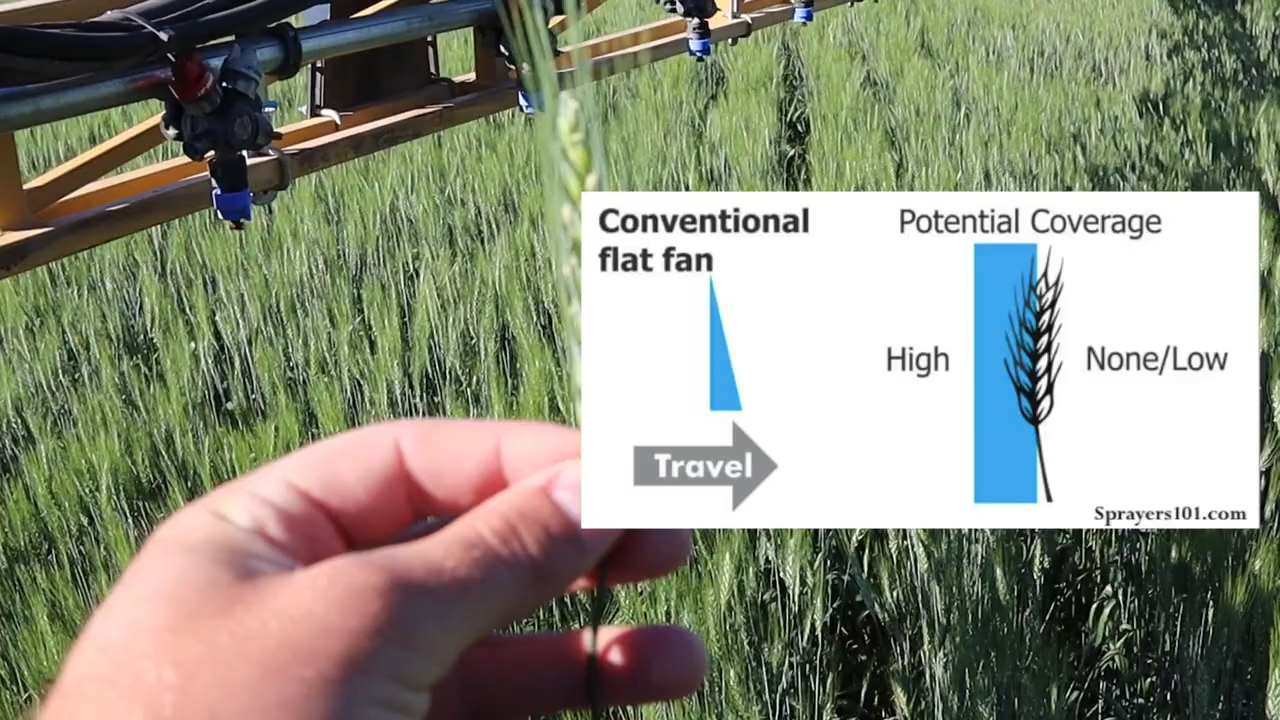 Conventional
flat fan
Potential Coverage
High
None/Low
Travel
Sprayers101.com